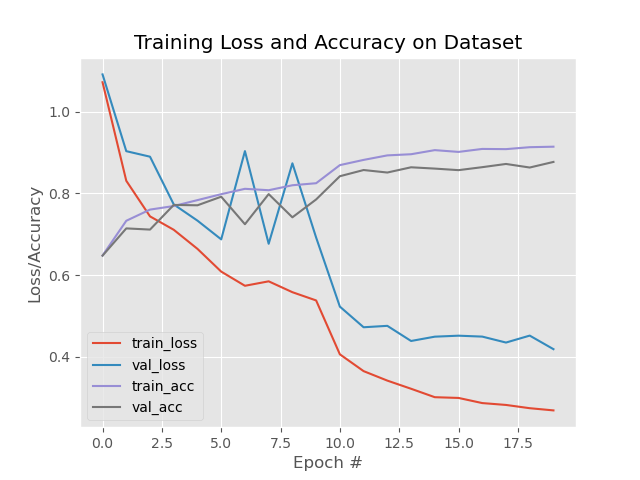 Training Loss and Accuracy on Dataset
Loss/Accuracy
1.0
0.8
0.6
0.4
train_loss
val_loss
train_acc
val_acc
0.0 2.5 5.0 7.5 10.0 12.5 15.0 17.5
Epoch #